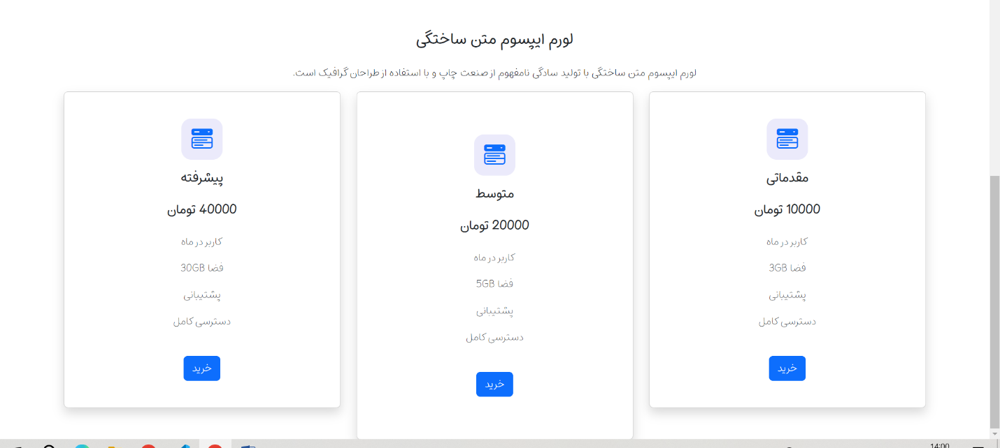 لورم ایپسوم متن ساختگی
لورم ایپسوم متن ساختگی با تولید سادگی نامفهوم از صنعت چاپ و با استفاده از طراحان گرافیک است.
مقدماتی
10000 تومان
کاربر در ماه
فضا 3GB
پشتیبانی
دسترسی کامل
خرید
متوسط
20000 تومان
کاربر در ماه
فضا 5GB
پشتیبانی
دسترسی کامل
خرید
پیشرفته
40000 تومان
کاربر در ماه
فضا 30GB
پشتیبانی
دسترسی کامل
خرید
14:00